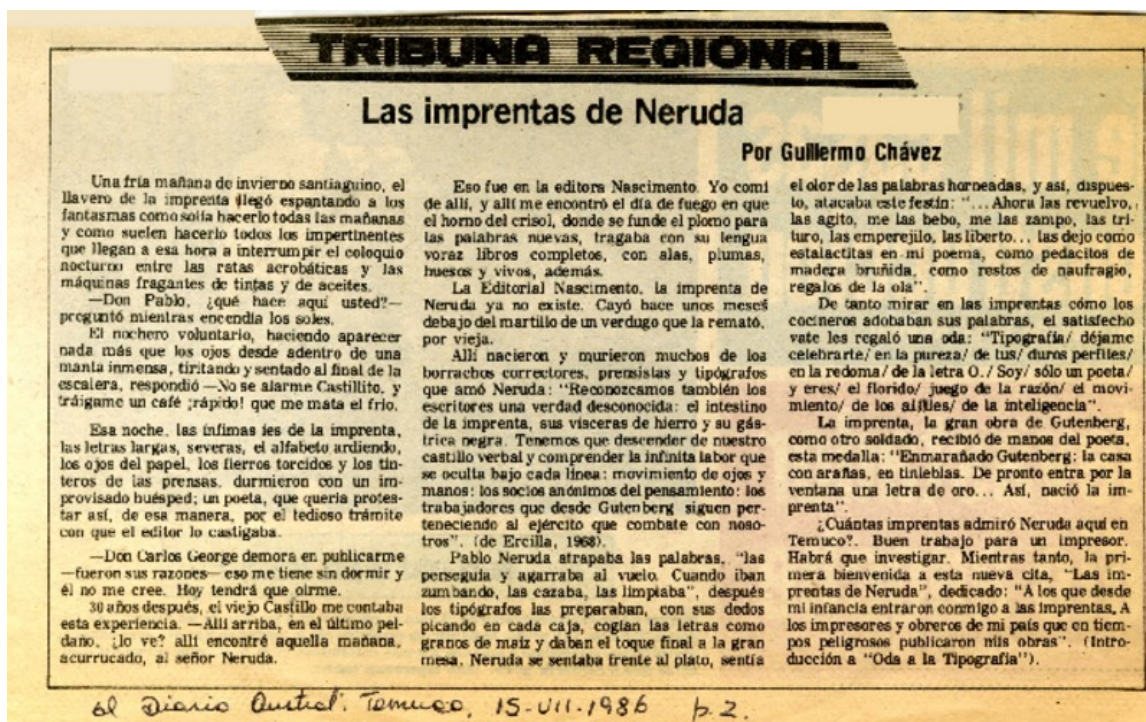 TRIBUNA REGIONAL
Las imprentas de Neruda
Por Guillermo Chávez
Una fría mañana de invierno santiaguino, el
llavero de la imprenta llegó espantando a los
fantasmas como solía hacerlo todas las mañanas
y como suelen hacerlo todos los impertinentes
que llegan a esa hora a interrumpir el coloquio
nocturno entre las ratas acrobáticas y las
máquinas fragantes de tintas y de aceites.
—Don Pablo, ¿qué hace aquí usted?—
preguntó mientras encendía los soles.
El nochero voluntario, haciendo aparecer
nada más que los ojos desde adentro de una
manta inmensa, tiritando y sentado al final de la
escalera, respondió —No se alarme Castillito, y
tráigame un café ¡rápido! que me mata el frío.
Esa noche, las ínfimas íes de la imprenta,
las letras largas, severas, el alfabeto ardiendo,
los ojos del papel, los fierros torcidos y los tin-
teros de las prensas, durmieron con un im-
provisado huésped; un poeta, que quería protes-
tar así, de esa manera, por el tedioso trámite
con que el editor lo castigaba.
—Don Carlos George demora en publicarme
—fueron sus razones— eso me tiene sin dormir y
él no me cree. Hoy tendrá que oirme.
30 años después, el viejo Castillo me contaba
esta experiencia. —Allí arriba, en el último pel-
daño, ¿lo ve? allí encontré aquella mañana,
acurrucado, al señor Neruda.
Eso fue en la editora Nascimento. Yo comí
de allí, y allí me encontró el día de fuego en que
el horno del crisol, donde se funde el plomo para
las palabras nuevas, tragaba con su lengua
voraz libros completos, con alas, plumas,
huesos y vivos, además.
La Editorial Nascimento, la imprenta de
Neruda ya no existe. Cayó hace unos meses
debajo del martillo de un verdugo que la remató,
por vieja.
Allí nacieron y murieron muchos de los
borrachos correctores, prensistas y tipógrafos
que amó Neruda: "Reconozcamos también los
escritores una verdad desconocida: el intestino
de la imprenta, sus vísceras de hierro y su gás-
trica negra. Tenemos que descender de nuestro
castillo verbal y comprender la infinita labor que
se oculta bajo cada línea: movimiento de ojos y
manos: los socios anónimos del pensamiento: los
trabajadores que desde Gutenberg siguen per-
teneciendo al ejército que combate con noso-
tros". (de Ercilla, 1968).
Pablo Neruda atrapaba las palabras, "las
perseguía y agarraba al vuelo. Cuando iban
zumbando, las cazaba, las limpiaba", después
los tipógrafos las preparaban, con sus dedos
picando en cada caja, cogían las letras como
granos de maíz y daban el toque final a la gran
mesa. Neruda se sentaba frente al plato, sentía
el olor de las palabras horneadas, y así, dispues-
to, atacaba este festín: "...Ahora las revuelvo,
las agito, me las bebo, me las zampo, las tri-
turo, las emperejilo, las liberto... las dejo como
estalactitas en mi poema, como pedacitos de
madera bruñida, como restos de naufragio,
regalos de la ola".
De tanto mirar en las imprentas cómo los
cocineros adobaban sus palabras, el satisfecho
vate les regaló una oda: "Tipografía/ déjame
celebrarte/ en la pureza/ de tus/ duros perfiles/
en la redoma/ de la letra O./ Soy/ sólo un poeta/
y eres/ el florido/ juego de la razón/ el movi-
miento/ de los alfiles/ de la inteligencia".
La imprenta, la gran obra de Gutenberg,
como otro soldado, recibió de manos del poeta,
esta medalla: "Enmarañado Gutenberg: la casa
con arañas, en tinieblas. De pronto entra por la
ventana una letra de oro... Así, nació la im-
prenta".
¿Cuántas imprentas admiró Neruda aquí en
Temuco?. Buen trabajo para un impresor.
Habrá que investigar. Mientras tanto, la pri-
mera bienvenida a esta nueva cita, "Las im-
prentas de Neruda", dedicado: "A los que desde
mi infancia entraron conmigo a las imprentas. A
los impresores y obreros de mi país que en tiem-
pos peligrosos publicaron mis obras". (Intro-
ducción a "Oda a la Tipografía").
el Diario Austral. Temuco, 15-VII-1986 p. 2.